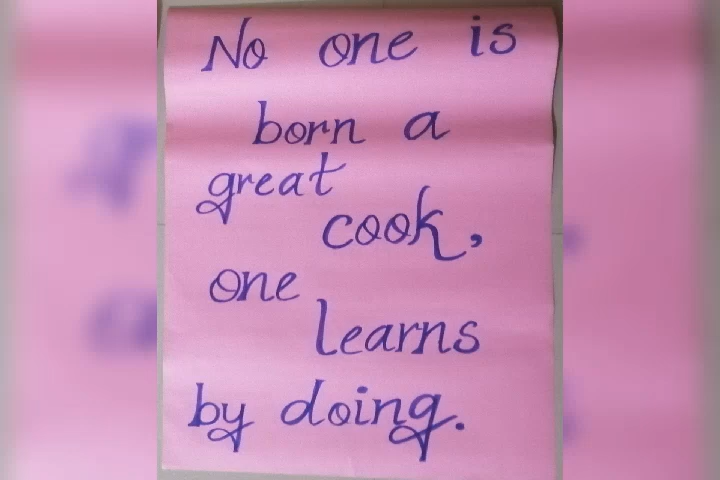 No one is
born a
great
cook,
one
learns
by doing.